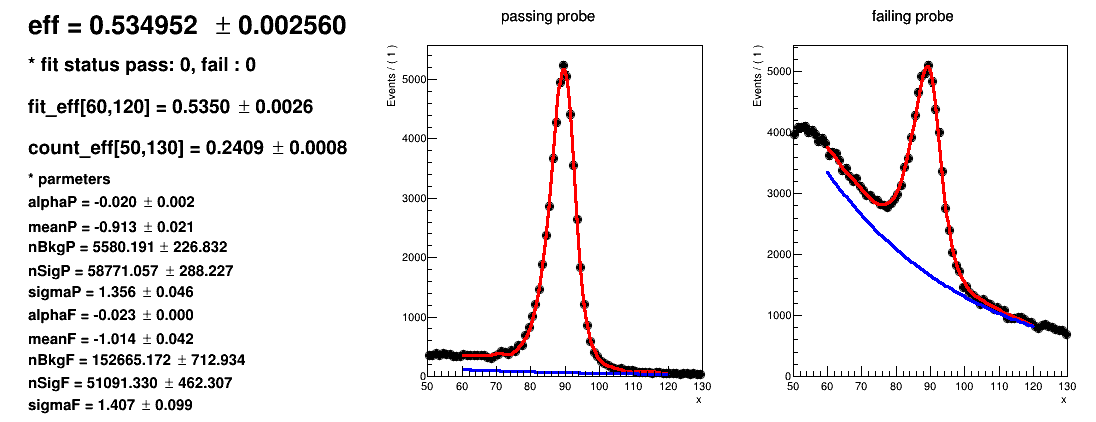 eff = 0.534952 ± 0.002560
* fit status pass: 0, fail : 0
fit_eff[60,120] = 0.5350 ± 0.0026
count_eff[50,130] = 0.2409 ± 0.0008
* parmeters
alphaP = -0.020 ± 0.002
meanP = -0.913 ± 0.021
nBkgP = 5580.191 ± 226.832
nSigP = 58771.057 ± 288.227
sigmaP = 1.356 ± 0.046
alphaF = -0.023 ± 0.000
meanF = -1.014 ± 0.042
nBkgF = 152665.172 ± 712.934
nSigF = 51091.330 ± 462.307
sigmaF = 1.407 ± 0.099
passing probe
Events / ( 1 )
5000
4000
3000
2000
1000
0
50 60 70 80 90 100 110 120 130
x
failing probe
Events / ( 1 )
5000
4000
3000
2000
1000
0
50 60 70 80 90 100 110 120 130
x